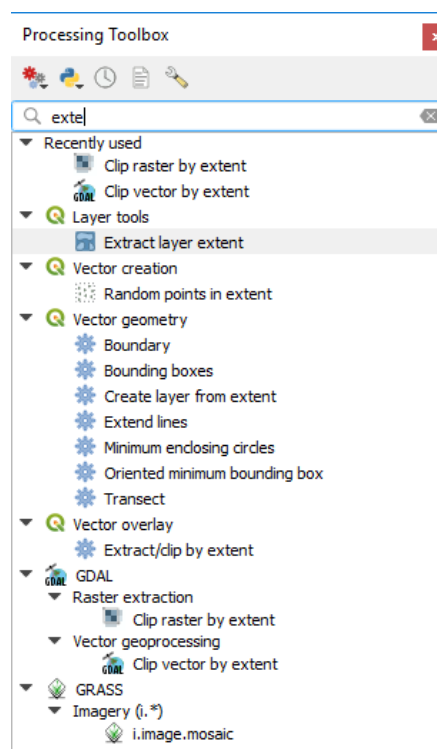 Processing Toolbox
exte
Recently used
Clip raster by extent
GDAL Clip vector by extent
Layer tools
Extract layer extent
Vector creation
Random points in extent
Vector geometry
Boundary
Bounding boxes
Create layer from extent
Extend lines
Minimum enclosing circles
Oriented minimum bounding box
Transect
Vector overlay
Extract/clip by extent
GDAL GDAL
Raster extraction
Clip raster by extent
Vector geoprocessing
GDAL Clip vector by extent
GRASS
Imagery (i.*)
i.image.mosaic